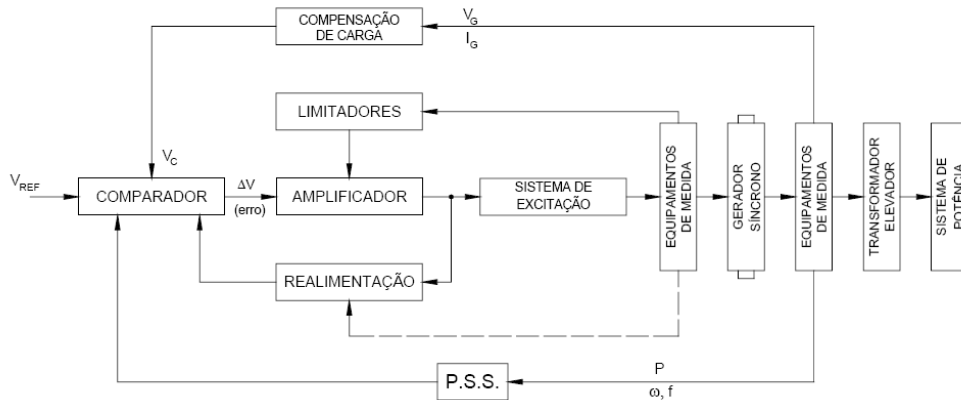 COMPENSAÇÃO
DE CARGA
V_G
I_G
LIMITADORES
V_C
V_REF
COMPARADOR
ΔV
(erro)
AMPLIFICADOR
SISTEMA DE
EXCITAÇÃO
EQUIPAMENTOS
DE MEDIDA
GERADOR
SÍNCRONO
EQUIPAMENTOS
DE MEDIDA
TRANSFORMADOR
ELEVADOR
SISTEMA DE
POTÊNCIA
REALIMENTAÇÃO
P.S.S.
P
ω, f